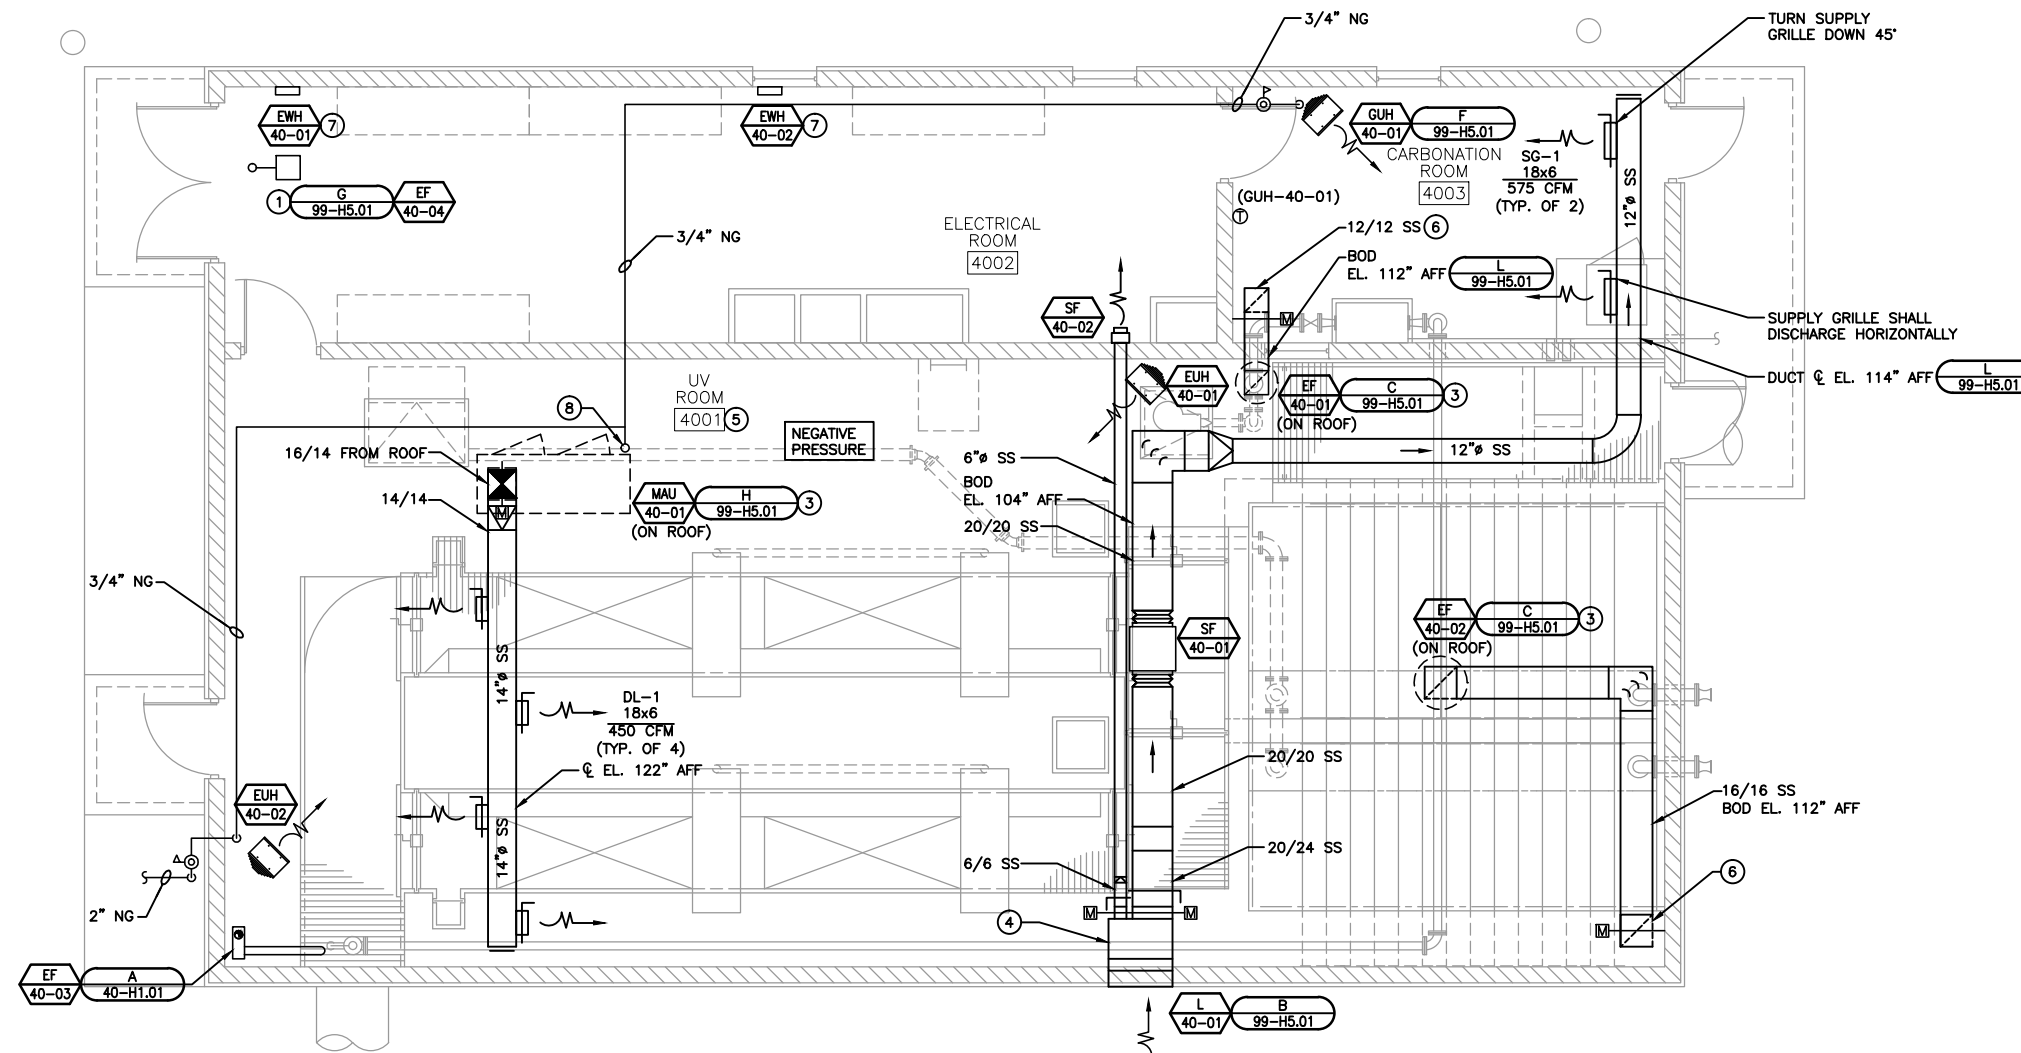 3/4" NG
TURN SUPPLY
GRILLE DOWN 45°
EWH
40-01
7
EWH
40-02
7
GUH
40-01
F
99-H5.01
CARBONATION
ROOM
4003
SG-1
18x6
575 CFM
(TYP. OF 2)
12"ø SS
1
G
99-H5.01
EF
40-04
(GUH-40-01)
T
ELECTRICAL
ROOM
4002
3/4" NG
12/12 SS
6
BOD
EL. 112" AFF
L
99-H5.01
SF
40-02
M
SUPPLY GRILLE SHALL
DISCHARGE HORIZONTALLY
DUCT ℄ EL. 114" AFF
L
99-H5.01
UV
ROOM
4001
5
8
EUH
40-01
EF
40-01
C
99-H5.01
3
(ON ROOF)
NEGATIVE
PRESSURE
16/14 FROM ROOF
6"ø SS
12"ø SS
BOD
EL. 104" AFF
20/20 SS
14/14
M
MAU
40-01
H
99-H5.01
3
(ON ROOF)
3/4" NG
EF
40-02
C
99-H5.01
3
(ON ROOF)
SF
40-01
14"ø SS
DL-1
18x6
450 CFM
(TYP. OF 4)
℄ EL. 122" AFF
20/20 SS
16/16 SS
BOD EL. 112" AFF
EUH
40-02
14"ø SS
6/6 SS
20/24 SS
6
2" NG
4
M
M
M
EF
40-03
A
40-H1.01
L
40-01
B
99-H5.01